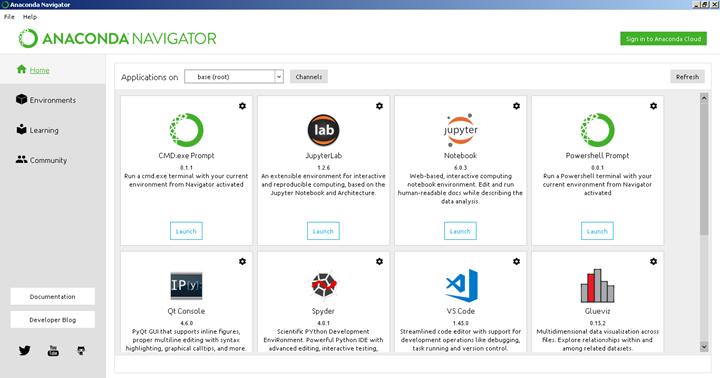 Anaconda Navigator
File Help
ANACONDA NAVIGATOR
Sign in to Anaconda Cloud
Home
Environments
Learning
Community
Documentation
Developer Blog
You Tube
Applications on base (root) Channels Refresh
CMD.exe Prompt
0.1.1
Run a cmd.exe terminal with your current
environment from Navigator activated
Launch
lab
JupyterLab
1.2.6
An extensible environment for interactive
and reproducible computing, based on the
Jupyter Notebook and Architecture.
Launch
jupyter
Notebook
6.0.3
Web-based, interactive computing
notebook environment. Edit and run
human-readable docs while describing the
data analysis.
Launch
Powershell Prompt
0.0.1
Run a Powershell terminal with your
current environment from Navigator
activated
Launch
IP[y]:
Qt Console
4.6.0
PyQt GUI that supports inline figures,
proper multiline editing with syntax
highlighting, graphical calltips, and more.
Spyder
4.0.1
Scientific PYthon Development
EnviRonment. Powerful Python IDE with
advanced editing, interactive testing,
VS Code
1.45.0
Streamlined code editor with support for
development operations like debugging,
task running and version control.
Glueviz
0.15.2
Multidimensional data visualization across
files. Explore relationships within and
among related datasets.